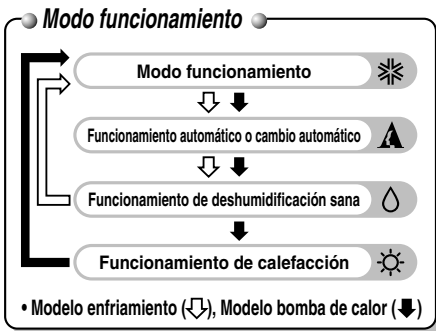 Modo funcionamiento
Modo funcionamiento
Funcionamiento automático o cambio automático
Funcionamiento de deshumidificación sana
Funcionamiento de calefacción
• Modelo enfriamiento (⇩), Modelo bomba de calor (🡇)